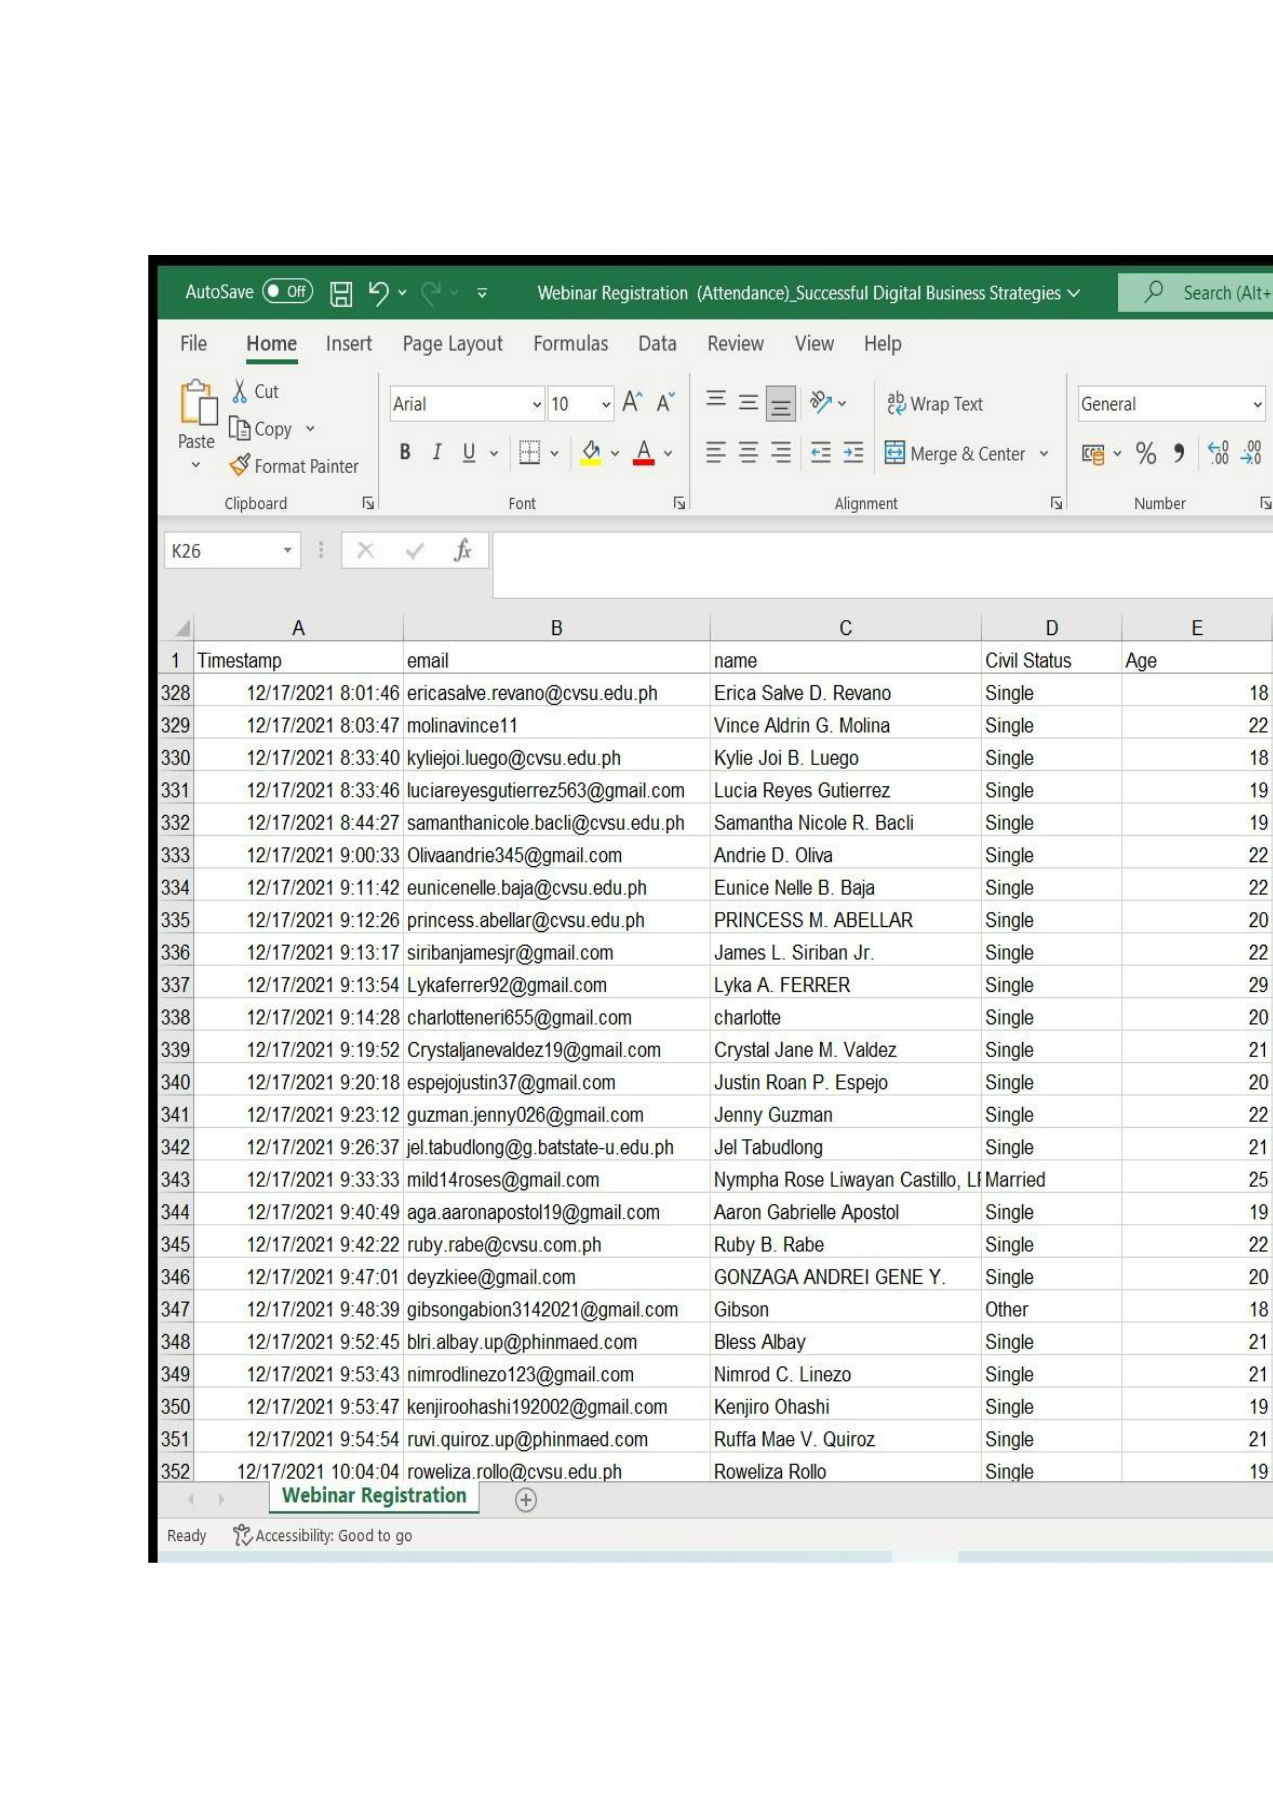 AutoSave Off Webinar Registration (Attendance)_Successful Digital Business Strategies Search (Alt+
File Home Insert Page Layout Formulas Data Review View Help
Cut
Copy
Paste
Format Painter
Clipboard
Arial 10
B I U A
Font
Wrap Text
Merge & Center
Alignment
General
% .00
Number
K26 fx
A B C D E
1 Timestamp email name Civil Status Age
328 12/17/2021 8:01:46 ericasalve.revano@cvsu.edu.ph Erica Salve D. Revano Single 18
329 12/17/2021 8:03:47 molinavince11 Vince Aldrin G. Molina Single 22
330 12/17/2021 8:33:40 kyliejoi.luego@cvsu.edu.ph Kylie Joi B. Luego Single 18
331 12/17/2021 8:33:46 luciareyesgutierrez563@gmail.com Lucia Reyes Gutierrez Single 19
332 12/17/2021 8:44:27 samanthanicole.bacli@cvsu.edu.ph Samantha Nicole R. Bacli Single 19
333 12/17/2021 9:00:33 Olivaandrie345@gmail.com Andrie D. Oliva Single 22
334 12/17/2021 9:11:42 eunicenelle.baja@cvsu.edu.ph Eunice Nelle B. Baja Single 22
335 12/17/2021 9:12:26 princess.abellar@cvsu.edu.ph PRINCESS M. ABELLAR Single 20
336 12/17/2021 9:13:17 siribanjamesjr@gmail.com James L. Siriban Jr. Single 22
337 12/17/2021 9:13:54 Lykaferrer92@gmail.com Lyka A. FERRER Single 29
338 12/17/2021 9:14:28 charlotteneri655@gmail.com charlotte Single 20
339 12/17/2021 9:19:52 Crystaljanevaldez19@gmail.com Crystal Jane M. Valdez Single 21
340 12/17/2021 9:20:18 espejojustin37@gmail.com Justin Roan P. Espejo Single 20
341 12/17/2021 9:23:12 guzman.jenny026@gmail.com Jenny Guzman Single 22
342 12/17/2021 9:26:37 jel.tabudlong@g.batstate-u.edu.ph Jel Tabudlong Single 21
343 12/17/2021 9:33:33 mild14roses@gmail.com Nympha Rose Liwayan Castillo, Married 25
344 12/17/2021 9:40:49 aga.aaronapostol19@gmail.com Aaron Gabrielle Apostol Single 19
345 12/17/2021 9:42:22 ruby.rabe@cvsu.com.ph Ruby B. Rabe Single 22
346 12/17/2021 9:47:01 deyzkiee@gmail.com GONZAGA ANDREI GENE Y. Single 20
347 12/17/2021 9:48:39 gibsongabion3142021@gmail.com Gibson Other 18
348 12/17/2021 9:52:45 blri.albay.up@phinmaed.com Bless Albay Single 21
349 12/17/2021 9:53:43 nimrodlinezo123@gmail.com Nimrod C. Linezo Single 21
350 12/17/2021 9:53:47 kenjiroohashi192002@gmail.com Kenjiro Ohashi Single 19
351 12/17/2021 9:54:54 ruvi.quiroz.up@phinmaed.com Ruffa Mae V. Quiroz Single 21
352 12/17/2021 10:04:04 roweliza.rollo@cvsu.edu.ph Roweliza Rollo Single 19
Webinar Registration
Ready Accessibility: Good to go